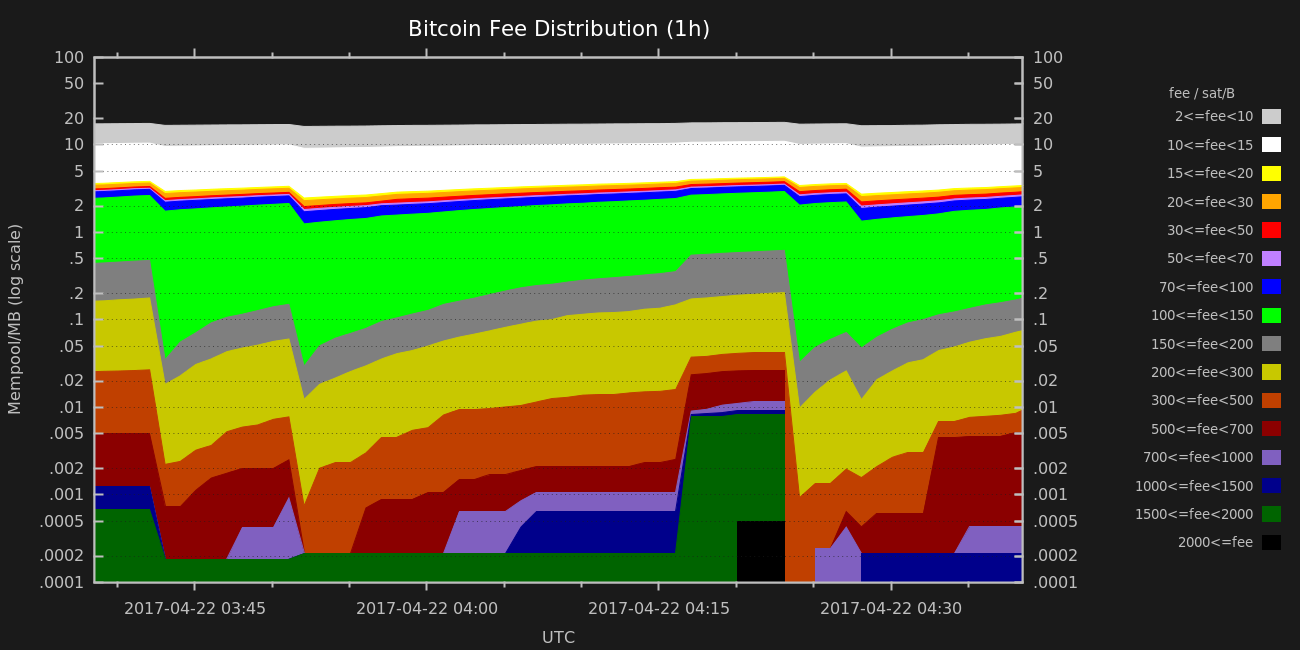 Bitcoin Fee Distribution (1h)
Mempool/MB (log scale)
100
50
20
10
5
2
1
.5
.2
.1
.05
.02
.01
.005
.002
.001
.0005
.0002
.0001
100
50
20
10
5
2
1
.5
.2
.1
.05
.02
.01
.005
.002
.001
.0005
.0002
.0001
2017-04-22 03:45 2017-04-22 04:00 2017-04-22 04:15 2017-04-22 04:30
UTC
fee / sat/B
2<=fee<10
10<=fee<15
15<=fee<20
20<=fee<30
30<=fee<50
50<=fee<70
70<=fee<100
100<=fee<150
150<=fee<200
200<=fee<300
300<=fee<500
500<=fee<700
700<=fee<1000
1000<=fee<1500
1500<=fee<2000
2000<=fee